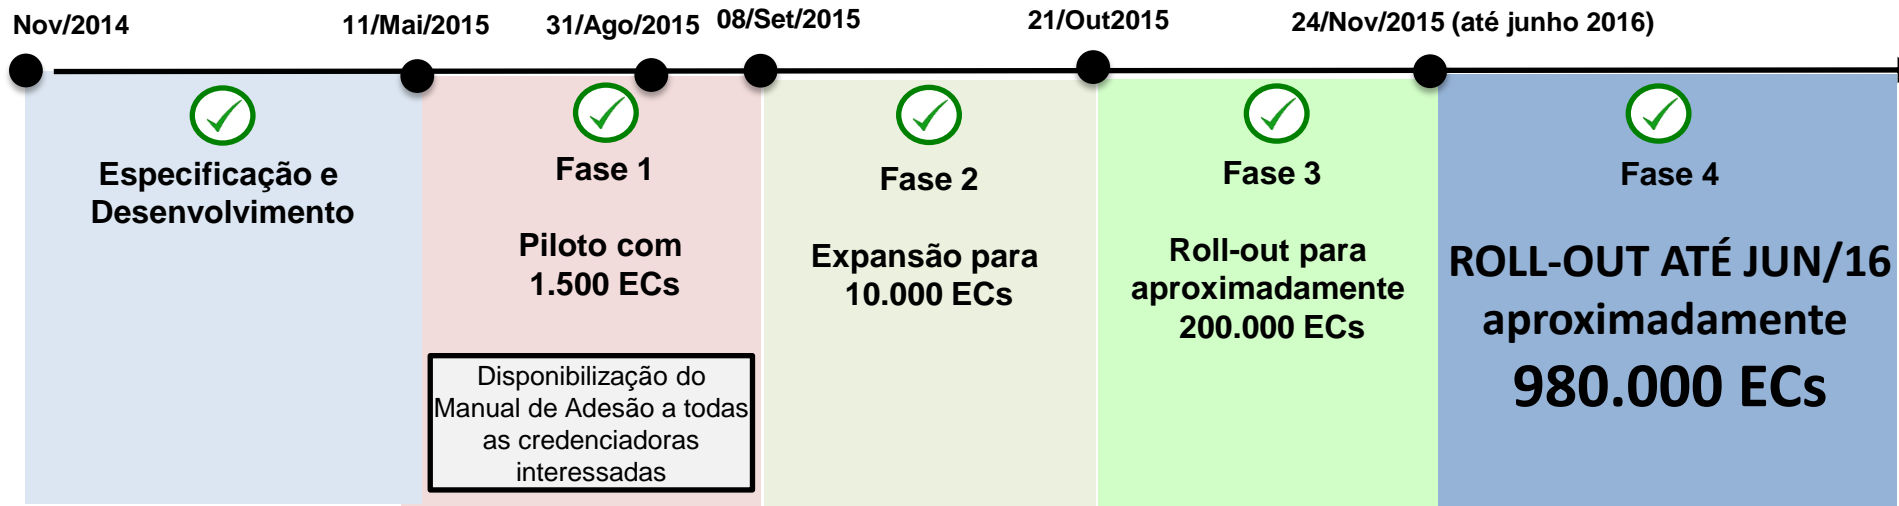 Nov/2014
11/Mai/2015
31/Ago/2015
08/Set/2015
21/Out2015
24/Nov/2015 (até junho 2016)
Especificação e
Desenvolvimento
Fase 1
Piloto com
1.500 ECs
Disponibilização do
Manual de Adesão a todas
as credenciadoras
interessadas
Fase 2
Expansão para
10.000 ECs
Fase 3
Roll-out para
aproximadamente
200.000 ECs
Fase 4
ROLL-OUT ATÉ JUN/16
aproximadamente
980.000 ECs